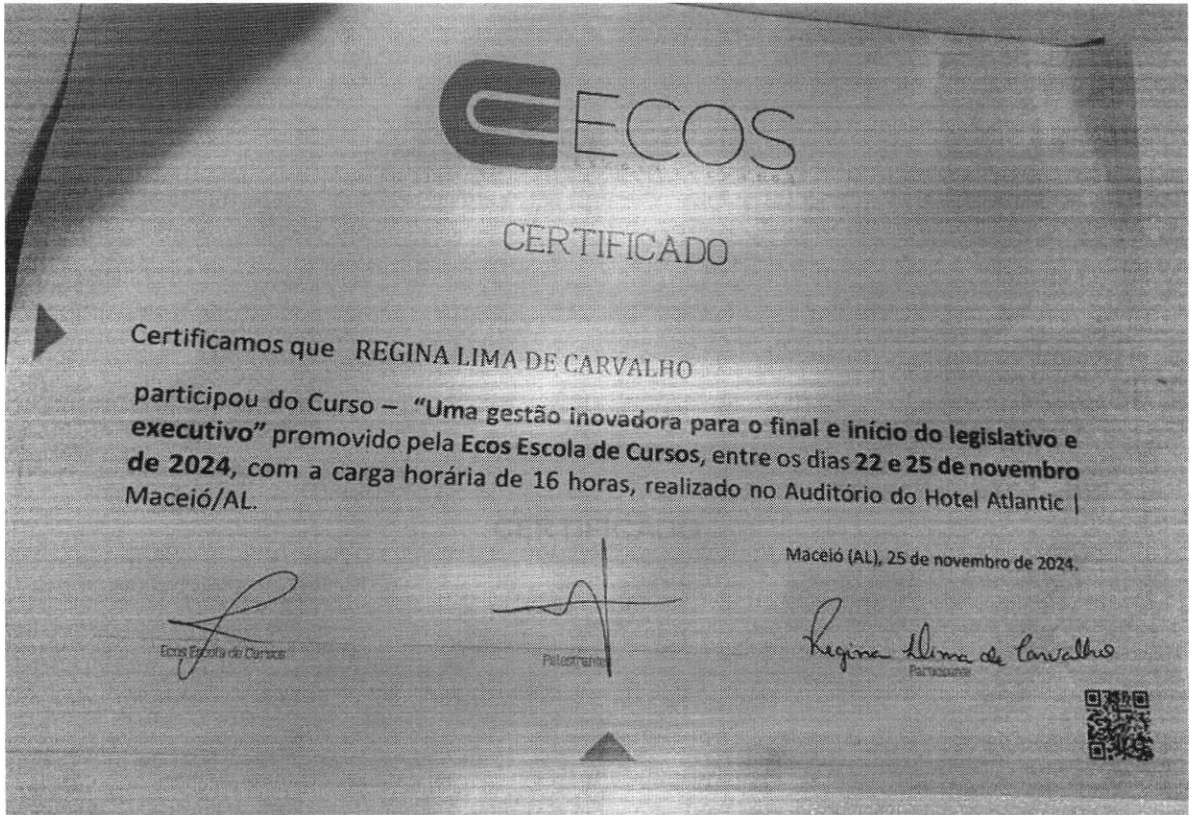 ECOS
CERTIFICADO
Certificamos que REGINA LIMA DE CARVALHO
participou do Curso – “Uma gestão inovadora para o final e início do legislativo e
executivo” promovido pela Ecos Escola de Cursos, entre os dias 22 e 25 de novembro
de 2024, com a carga horária de 16 horas, realizado no Auditório do Hotel Atlantic |
Maceió/AL.
Maceió (AL), 25 de novembro de 2024.
Regina Lima de Carvalho
Ecos Escola de Cursos
Palestrante
Participante